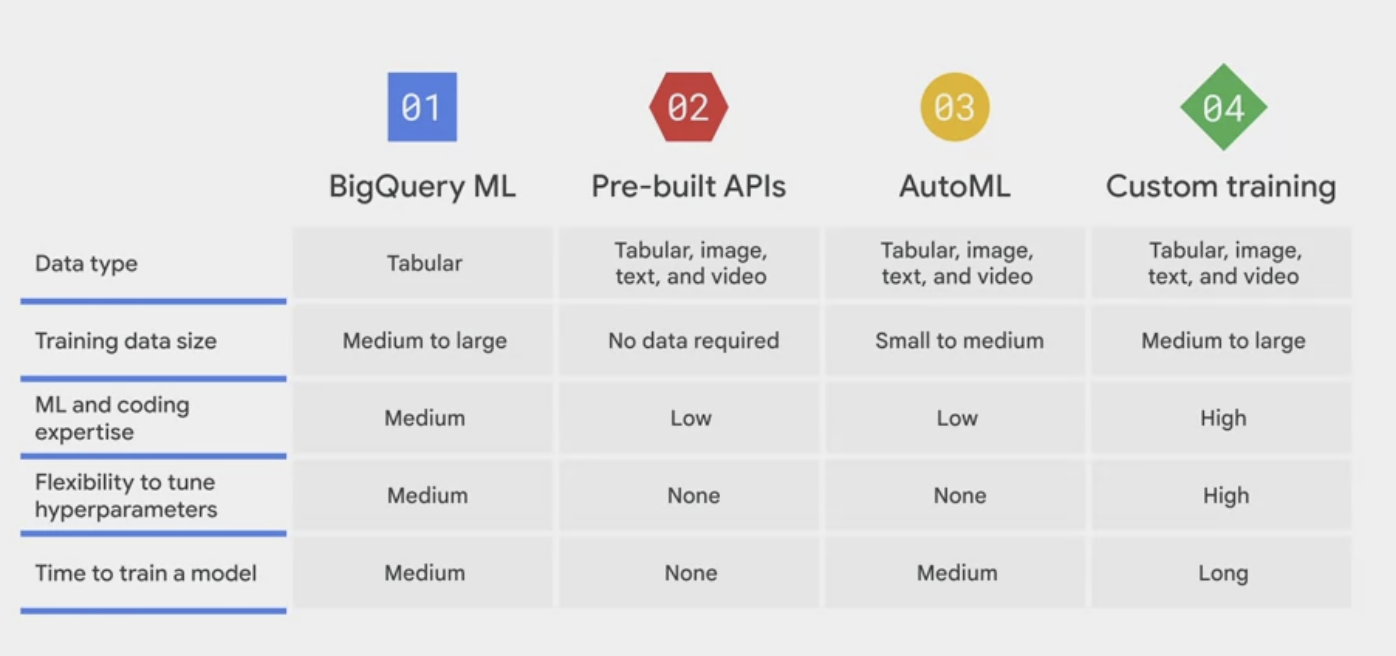 01 02 03 04
BigQuery ML Pre-built APIs AutoML Custom training
Data type Tabular Tabular, image, text, and video Tabular, image, text, and video Tabular, image, text, and video
Training data size Medium to large No data required Small to medium Medium to large
ML and coding expertise Medium Low Low High
Flexibility to tune hyperparameters Medium None None High
Time to train a model Medium None Medium Long